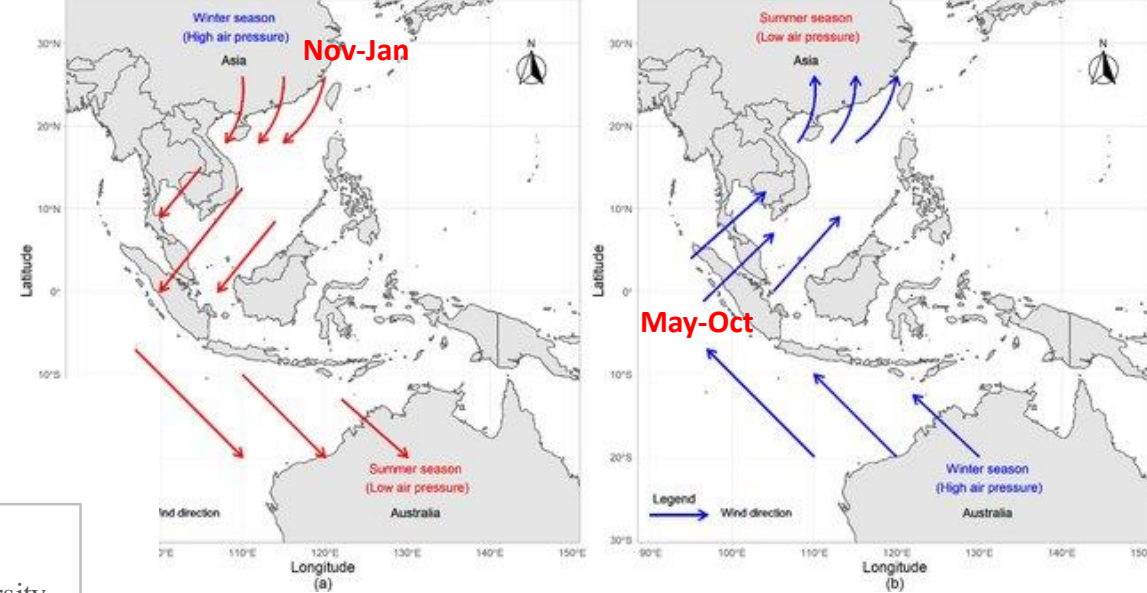 Winter season
(High air pressure)
Nov-Jan
Asia
N
30°N
20°N
10°N
0°
10°S
Latitude
Summer season
(Low air pressure)
Australia
Wind direction
110°E
120°E
130°E
140°E
150°E
Longitude
(a)
Summer season
(Low air pressure)
Asia
N
30°N
20°N
10°N
0°
10°S
20°S
30°S
Latitude
May-Oct
Winter season
(High air pressure)
Australia
Legend
Wind direction
90°E
100°E
110°E
120°E
130°E
140°E
150
Longitude
(b)